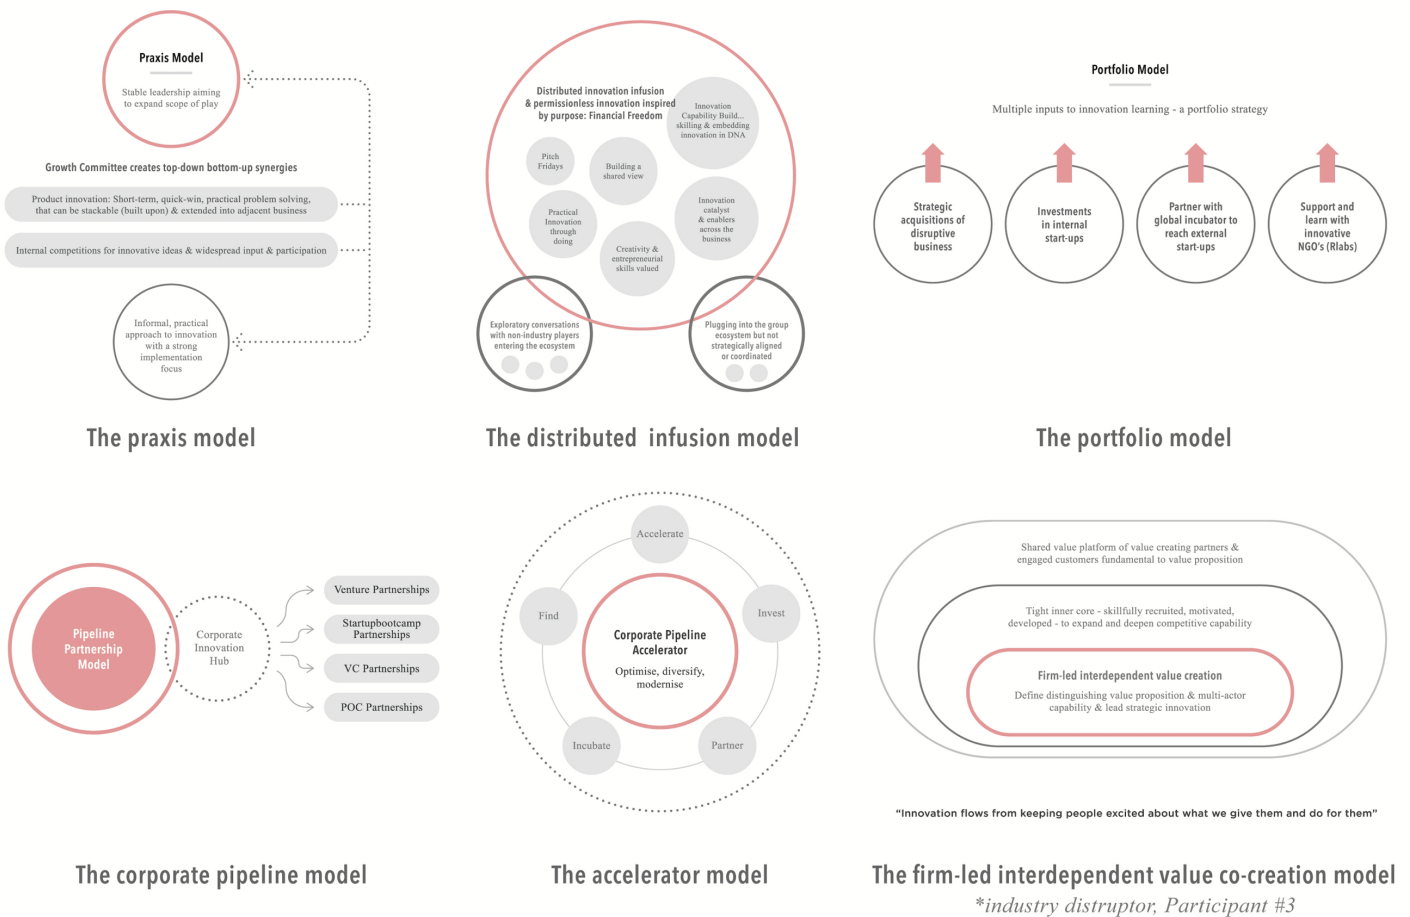 Praxis Model
Stable leadership aiming
to expand scope of play
Growth Committee creates top-down bottom-up synergies
Product innovation: Short-term, quick-win, practical problem solving,
that can be stackable (built upon) & extended into adjacent business
Internal competitions for innovative ideas & widespread input & participation
Informal, practical
approach to innovation
with a strong
implementation
focus
The praxis model
Distributed innovation infusion
& permissionless innovation inspired
by purpose: Financial Freedom
Innovation
Capability Build...
skilling & embedding
innovation in DNA
Pitch
Fridays
Building a
shared view
Practical
Innovation
through
doing
Innovation
catalyst
& enablers
across the
business
Creativity &
entrepreneurial
skills valued
Exploratory conversations
with non-industry players
entering the ecosystem
Plugging into the group
ecosystem but not
strategically aligned
or coordinated
The distributed infusion model
Portfolio Model
Multiple inputs to innovation learning - a portfolio strategy
Strategic
acquisitions of
disruptive
business
Investments
in internal
start-ups
Partner with
global incubator to
reach external
start-ups
Support and
learn with
innovative
NGO's (Rlabs)
The portfolio model
Pipeline
Partnership
Model
Corporate
Innovation
Hub
Venture Partnerships
Startupbootcamp
Partnerships
VC Partnerships
POC Partnerships
The corporate pipeline model
Accelerate
Find
Invest
Corporate Pipeline
Accelerator
Optimise, diversify,
modernise
Incubate
Partner
The accelerator model
Shared value platform of value creating partners &
engaged customers fundamental to value proposition
Tight inner core - skillfully recruited, motivated,
developed - to expand and deepen competitive capability
Firm-led interdependent value creation
Define distinguishing value proposition & multi-actor
capability & lead strategic innovation
“Innovation flows from keeping people excited about what we give them and do for them”
The firm-led interdependent value co-creation model
*industry distruptor, Participant #3